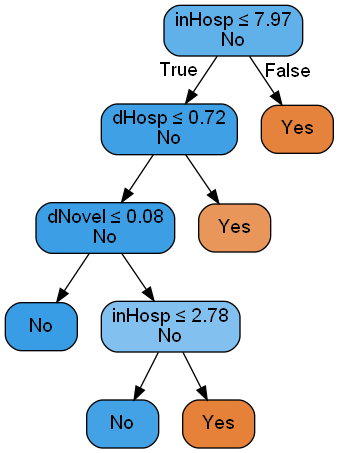 inHosp ≤ 7.97
No
True
False
dHosp ≤ 0.72
No
Yes
dNovel ≤ 0.08
No
Yes
No
inHosp ≤ 2.78
No
No
Yes